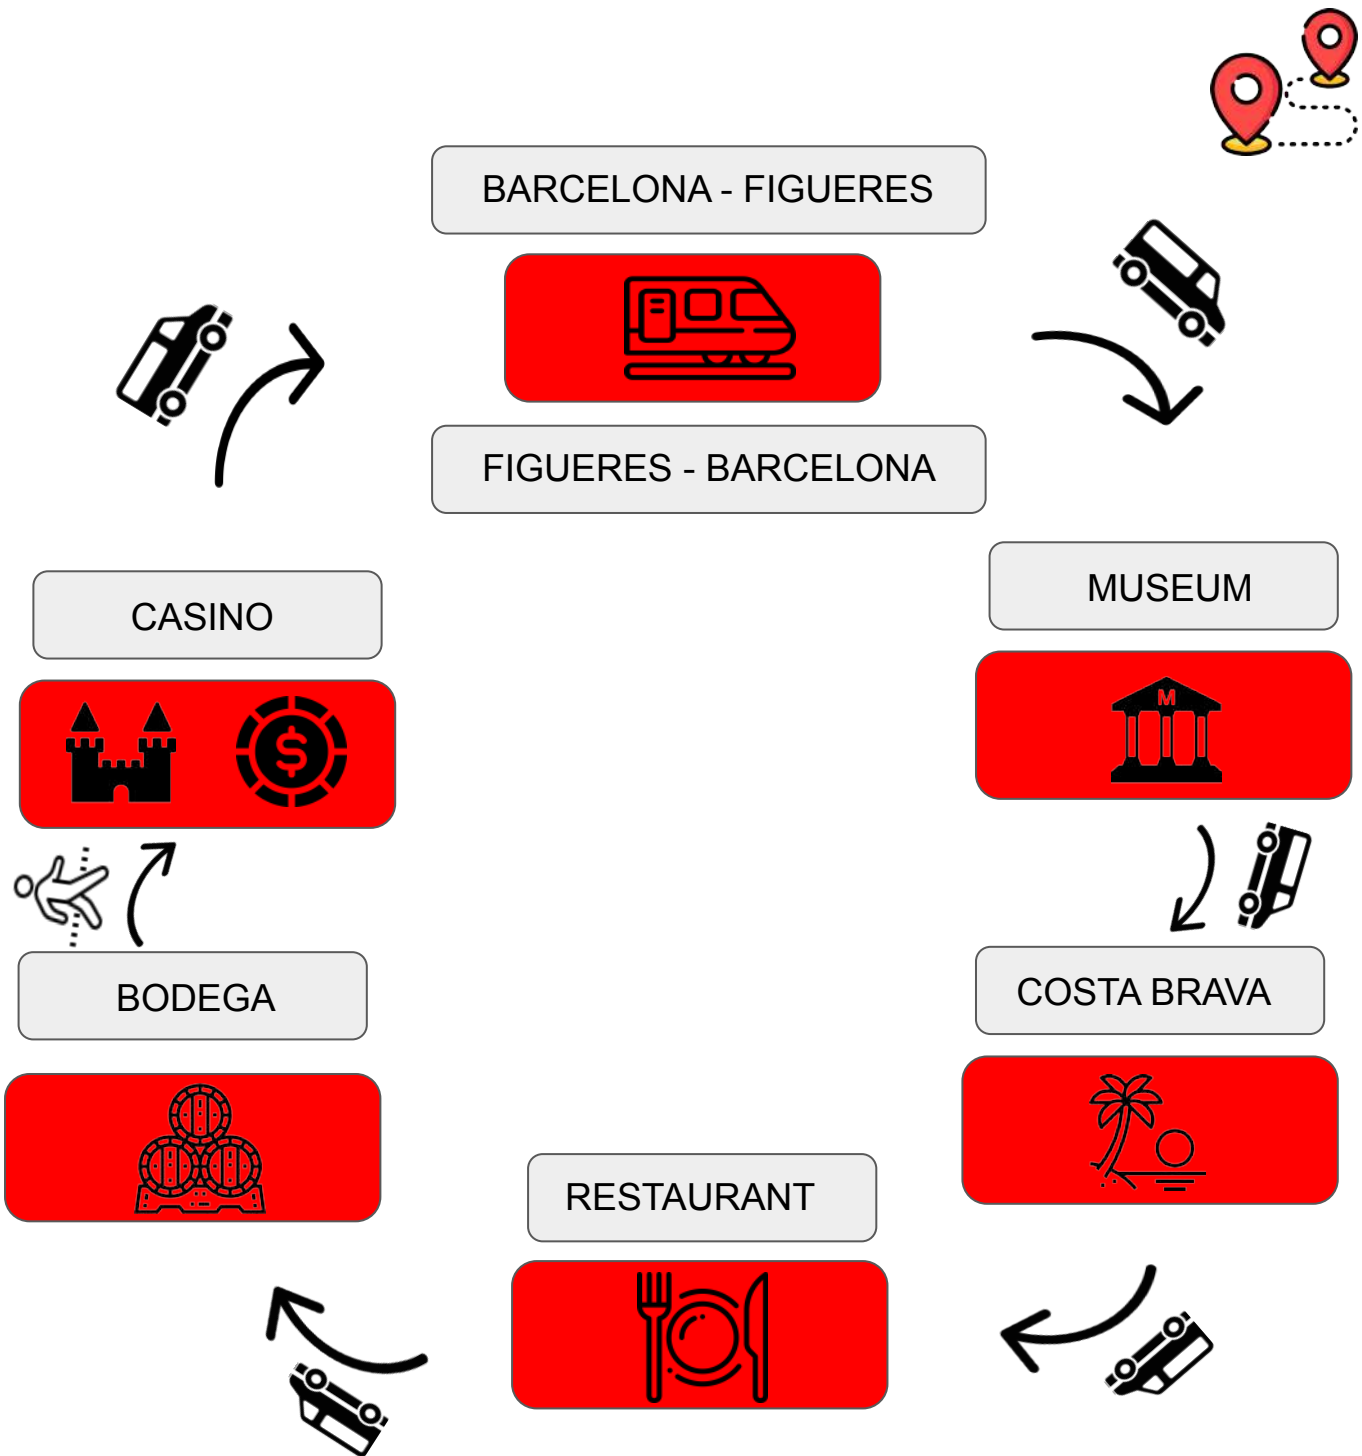 BARCELONA - FIGUERES
FIGUERES - BARCELONA
MUSEUM
M
COSTA BRAVA
RESTAURANT
BODEGA
CASINO
$